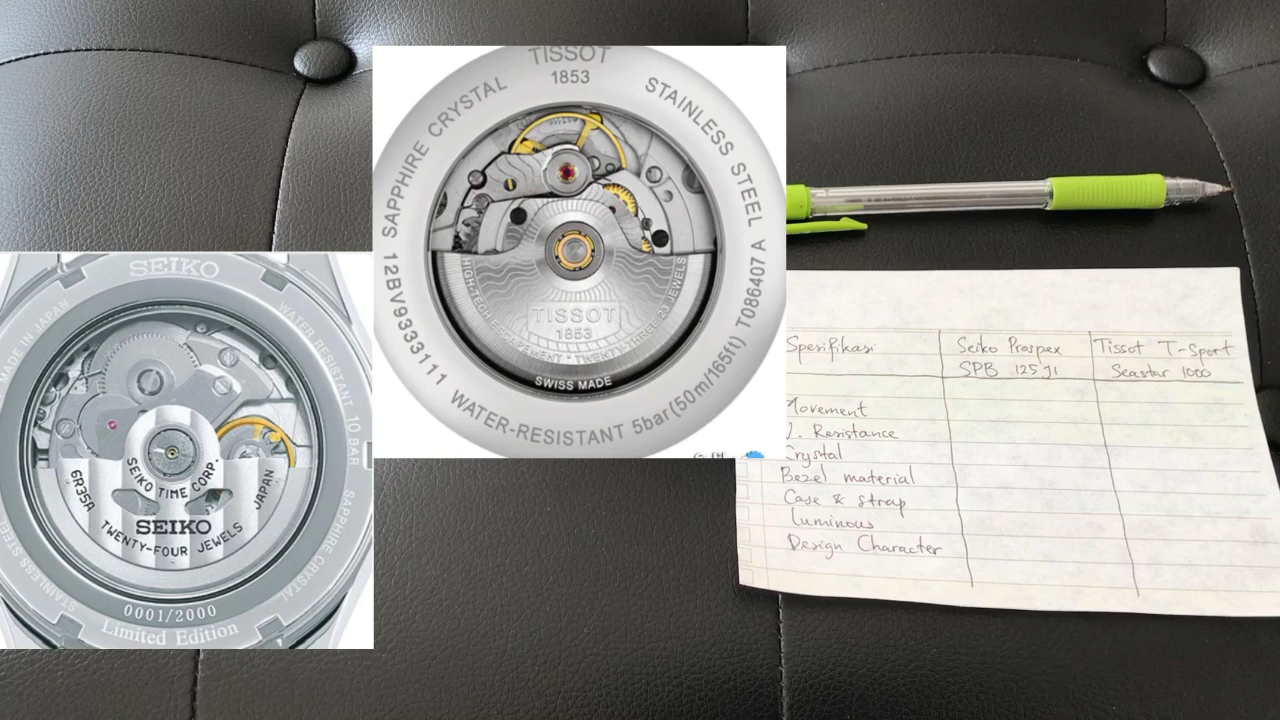 SEIKO
MADE IN JAPAN
WATER RESISTANT 10 BAR
SAPPHIRE CRYSTAL
STAINLESS STEEL
SEIKO TIME CORP.
6R35A
JAPAN
SEIKO
TWENTY-FOUR JEWELS
0001/2000
Limited Edition
TISSOT
1853
SAPPHIRE CRYSTAL
STAINLESS STEEL
T086407 A
12BV9333111
WATER-RESISTANT 5bar(50m/165ft)
HIGH-TECH ESCAPEMENT • TWENTY-THREE 23 JEWELS
TISSOT
1853
SWISS MADE
Spesifikasi
Seiko Prospex
SPB 125 J1
Tissot T-Sport
Seastar 1000
Movement
Resistance
Crystal
Bezel material
Case & strap
Luminous
Design Character